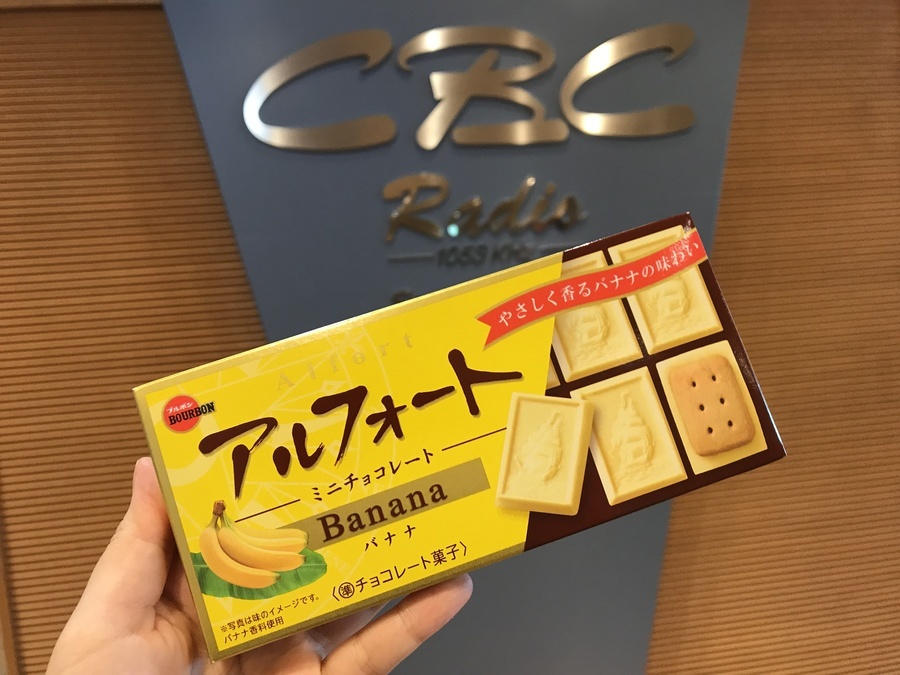 CBC
Radio
1053 KHz
Alfort
やさしく香るバナナの味わい
ブルボン
BOURBON
アルフォート
ミニチョコレート
Banana
バナナ
〈準チョコレート菓子〉
※写真は味のイメージです。
バナナ香料使用